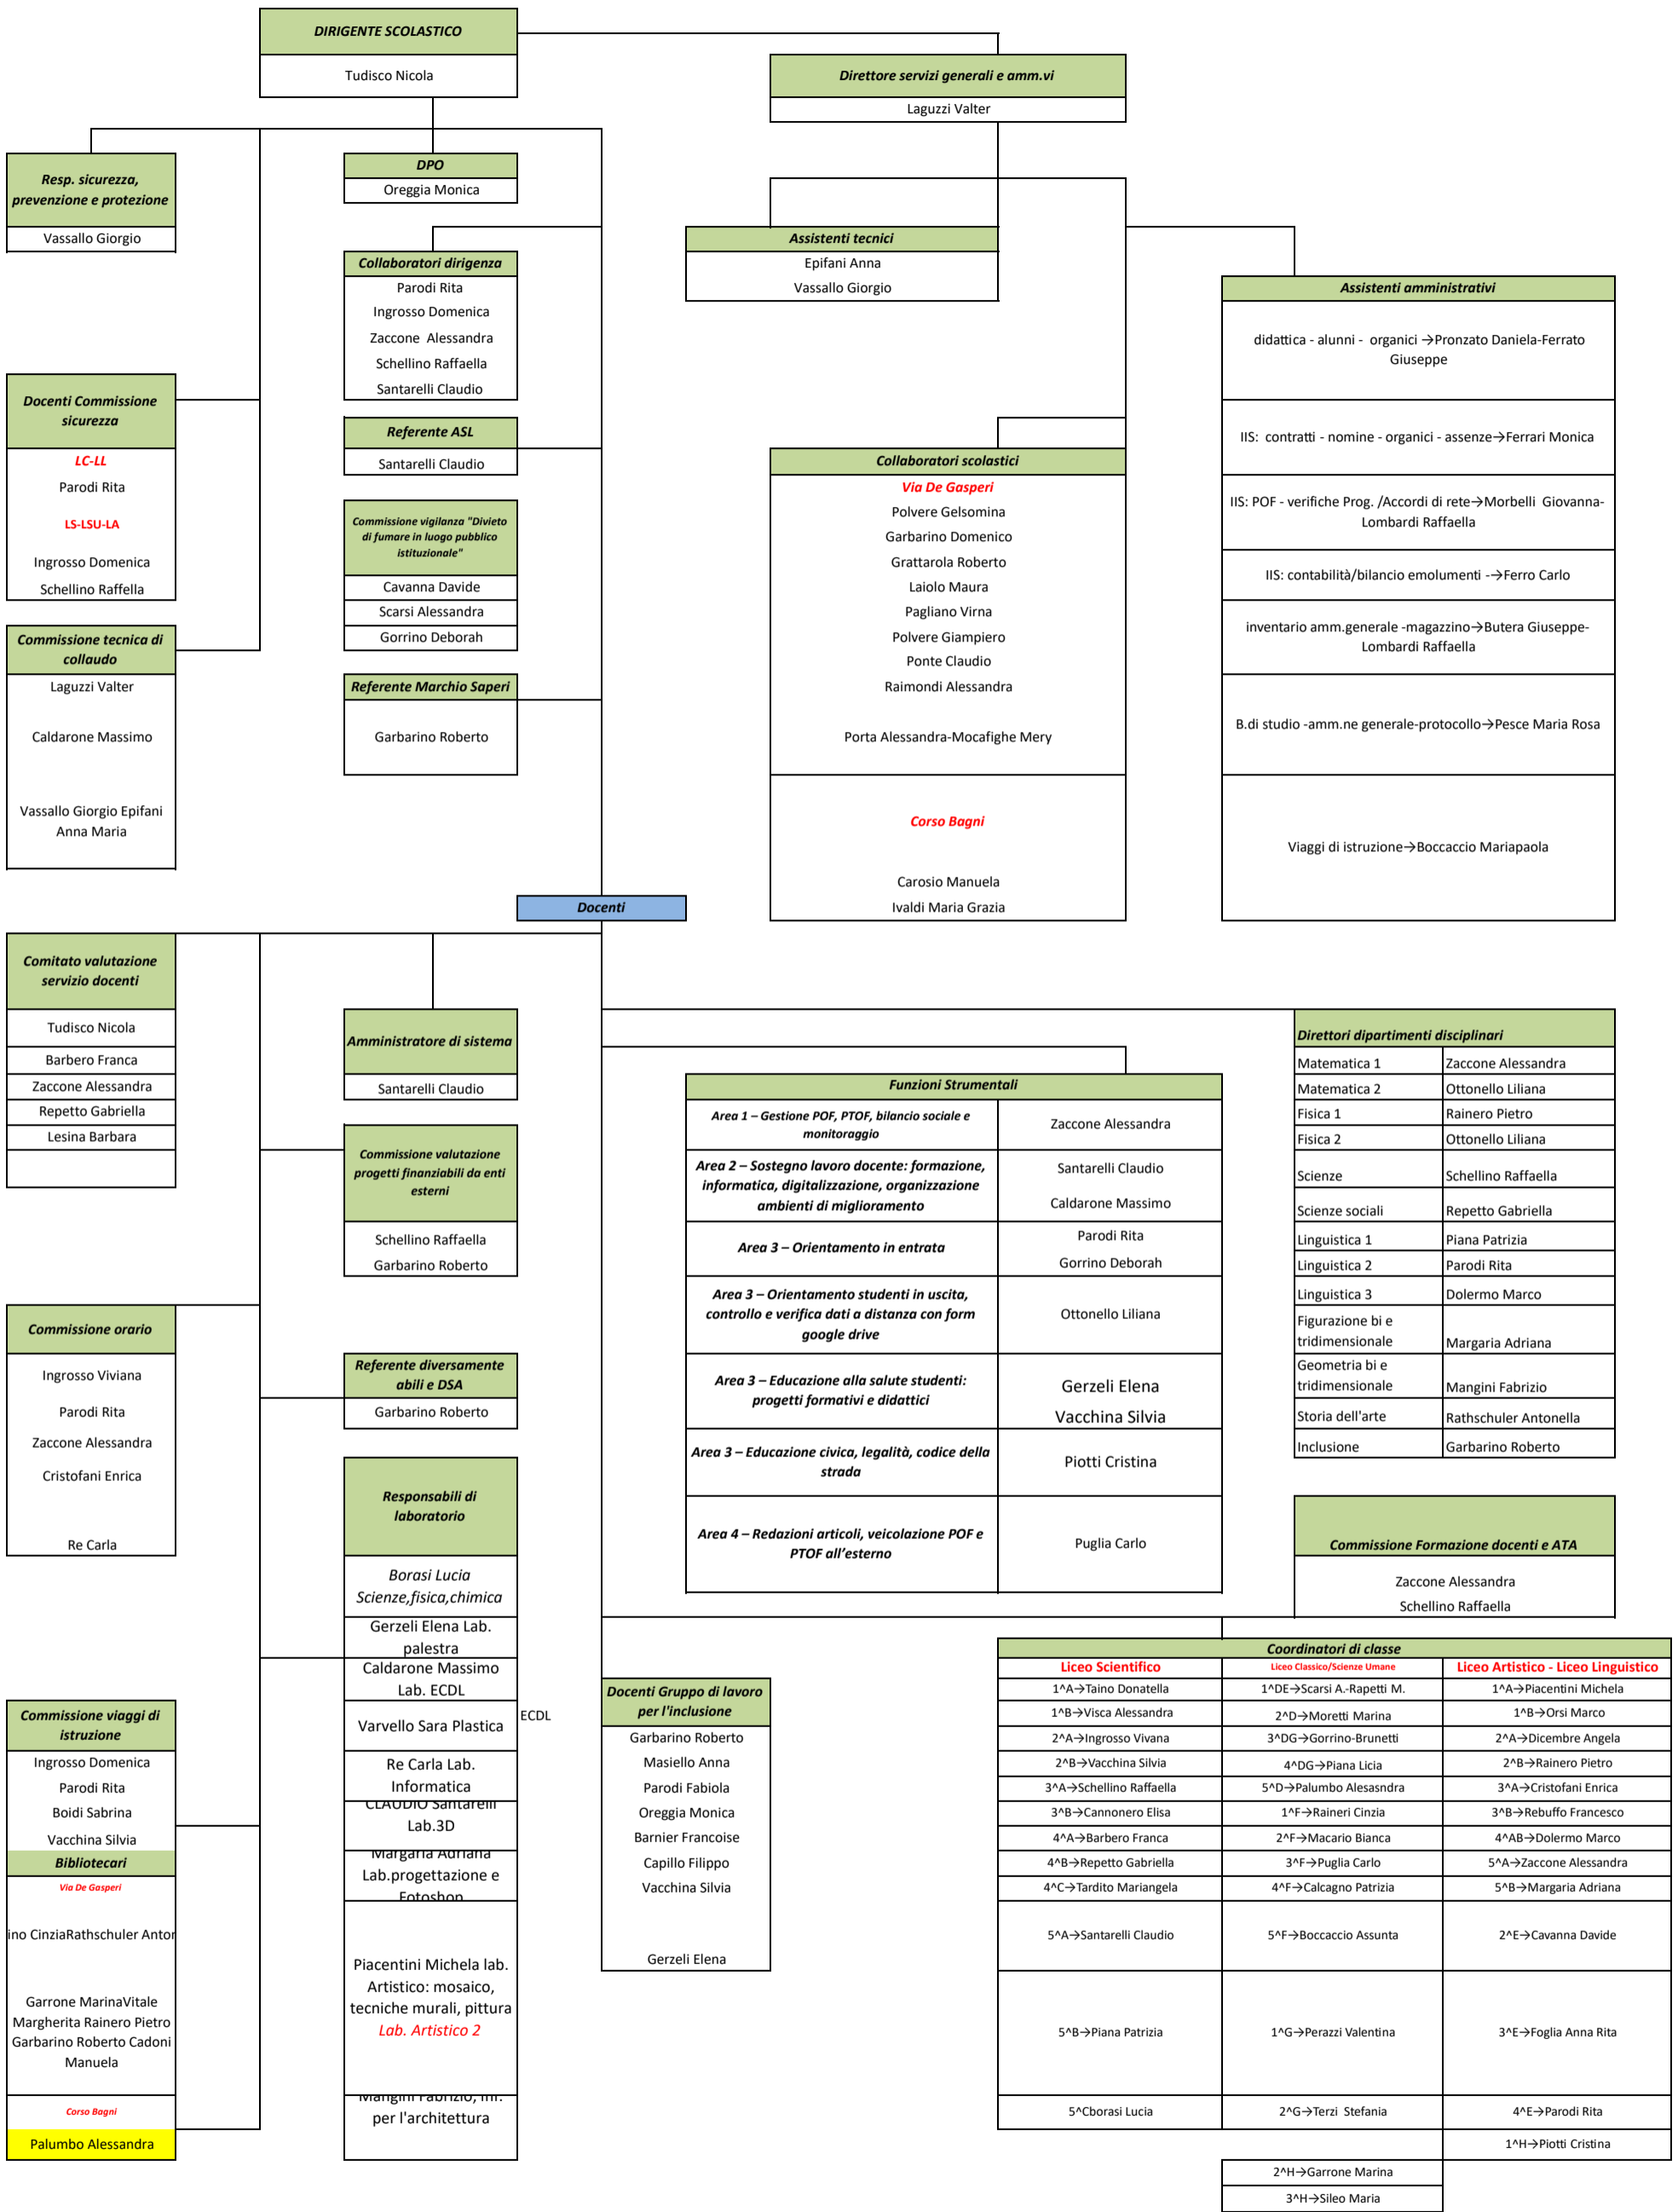 DIRIGENTE SCOLASTICO
Tudisco Nicola
Direttore servizi generali e amm.vi
Laguzzi Valter
Resp. sicurezza,
prevenzione e protezione
Vassallo Giorgio
DPO
Oreggia Monica
Collaboratori dirigenza
Parodi Rita
Ingrosso Domenica
Zaccone  Alessandra
Schellino Raffaella
Santarelli Claudio
Assistenti tecnici
Epifani Anna
Vassallo Giorgio
Assistenti amministrativi
didattica - alunni -  organici →Pronzato Daniela-Ferrato
Giuseppe
IIS:  contratti - nomine - organici - assenze→Ferrari Monica
IIS: POF - verifiche Prog. /Accordi di rete→Morbelli  Giovanna-
Lombardi Raffaella
IIS: contabilità/bilancio emolumenti -→Ferro Carlo
inventario amm.generale -magazzino→Butera Giuseppe-
Lombardi Raffaella
B.di studio -amm.ne generale-protocollo→Pesce Maria Rosa
Viaggi di istruzione→Boccaccio Mariapaola
Docenti Commissione
sicurezza
LC-LL
Parodi Rita
LS-LSU-LA
Ingrosso Domenica
Schellino Raffella
Referente ASL
Santarelli Claudio
Commissione vigilanza "Divieto
di fumare in luogo pubblico
istituzionale"
Cavanna Davide
Scarsi Alessandra
Gorrino Deborah
Collaboratori scolastici
Via De Gasperi
Polvere Gelsomina
Garbarino Domenico
Grattarola Roberto
Laiolo Maura
Pagliano Virna
Polvere Giampiero
Ponte Claudio
Raimondi Alessandra
Porta Alessandra-Mocafighe Mery
Corso Bagni
Carosio Manuela
Ivaldi Maria Grazia
Commissione tecnica di
collaudo
Laguzzi Valter
Caldarone Massimo
Vassallo Giorgio Epifani
Anna Maria
Referente Marchio Saperi
Garbarino Roberto
Docenti
Comitato valutazione
servizio docenti
Tudisco Nicola
Barbero Franca
Zaccone Alessandra
Repetto Gabriella
Lesina Barbara
Amministratore di sistema
Santarelli Claudio
Commissione valutazione
progetti finanziabili da enti
esterni
Schellino Raffaella
Garbarino Roberto
Funzioni Strumentali
Area 1 – Gestione POF, PTOF, bilancio sociale e
monitoraggio
Zaccone Alessandra
Area 2 – Sostegno lavoro docente: formazione,
informatica, digitalizzazione, organizzazione
ambienti di miglioramento
Santarelli Claudio
Caldarone Massimo
Area 3 – Orientamento in entrata
Parodi Rita
Gorrino Deborah
Area 3 – Orientamento studenti in uscita,
controllo e verifica dati a distanza con form
google drive
Ottonello Liliana
Area 3 – Educazione alla salute studenti:
progetti formativi e didattici
Gerzeli Elena
Vacchina Silvia
Area 3 – Educazione civica, legalità, codice della
strada
Piotti Cristina
Area 4 – Redazioni articoli, veicolazione POF e
PTOF all’esterno
Puglia Carlo
Direttori dipartimenti disciplinari
Matematica 1 Zaccone Alessandra
Matematica 2 Ottonello Liliana
Fisica 1 Rainero Pietro
Fisica 2 Ottonello Liliana
Scienze Schellino Raffaella
Scienze sociali Repetto Gabriella
Linguistica 1 Piana Patrizia
Linguistica 2 Parodi Rita
Linguistica 3 Dolermo Marco
Figurazione bi e
tridimensionale Margaria Adriana
Geometria bi e
tridimensionale Mangini Fabrizio
Storia dell'arte Rathschuler Antonella
Inclusione Garbarino Roberto
Commissione Formazione docenti e ATA
Zaccone Alessandra
Schellino Raffaella
Commissione orario
Ingrosso Viviana
Parodi Rita
Zaccone Alessandra
Cristofani Enrica
Re Carla
Referente diversamente
abili e DSA
Garbarino Roberto
Responsabili di
laboratorio
Borasi Lucia
Scienze,fisica,chimica
Gerzeli Elena Lab.
palestra
Caldarone Massimo
Lab. ECDL
Varvello Sara Plastica
ECDL
Re Carla Lab.
Informatica
CLAUDIO Santarelli
Lab.3D
Margaria Adriana
Lab.progettazione e
Fotoshop
Piacentini Michela lab.
Artistico: mosaico,
tecniche murali, pittura
Lab. Artistico 2
Mangini Fabrizio, inf.
per l'architettura
Commissione viaggi di
istruzione
Ingrosso Domenica
Parodi Rita
Boidi Sabrina
Vacchina Silvia
Bibliotecari
Via De Gasperi
ino CinziaRathschuler Anton
Garrone MarinaVitale
Margherita Rainero Pietro
Garbarino Roberto Cadoni
Manuela
Corso Bagni
Palumbo Alessandra
Docenti Gruppo di lavoro
per l'inclusione
Garbarino Roberto
Masiello Anna
Parodi Fabiola
Oreggia Monica
Barnier Francoise
Capillo Filippo
Vacchina Silvia
Gerzeli Elena
Coordinatori di classe
Liceo Scientifico Liceo Classico/Scienze Umane Liceo Artistico - Liceo Linguistico
1^A→Taino Donatella 1^DE→Scarsi A.-Rapetti M. 1^A→Piacentini Michela
1^B→Visca Alessandra 2^D→Moretti Marina 1^B→Orsi Marco
2^A→Ingrosso Vivana 3^DG→Gorrino-Brunetti 2^A→Dicembre Angela
2^B→Vacchina Silvia 4^DG→Piana Licia 2^B→Rainero Pietro
3^A→Schellino Raffaella 5^D→Palumbo Alesasndra 3^A→Cristofani Enrica
3^B→Cannonero Elisa 1^F→Raineri Cinzia 3^B→Rebuffo Francesco
4^A→Barbero Franca 2^F→Macario Bianca 4^AB→Dolermo Marco
4^B→Repetto Gabriella 3^F→Puglia Carlo 5^A→Zaccone Alessandra
4^C→Tardito Mariangela 4^F→Calcagno Patrizia 5^B→Margaria Adriana
5^A→Santarelli Claudio 5^F→Boccaccio Assunta 2^E→Cavanna Davide
5^B→Piana Patrizia 1^G→Perazzi Valentina 3^E→Foglia Anna Rita
5^Cborasi Lucia 2^G→Terzi  Stefania 4^E→Parodi Rita
1^H→Piotti Cristina
2^H→Garrone Marina
3^H→Sileo Maria